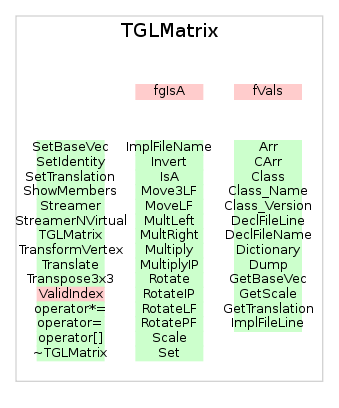 TGLMatrix
fgIsA
fVals
SetBaseVec
SetIdentity
SetTranslation
ShowMembers
Streamer
StreamerNVirtual
TGLMatrix
TransformVertex
Translate
Transpose3x3
ValidIndex
operator*=
operator=
operator[]
~TGLMatrix
ImplFileName
Invert
IsA
Move3LF
MoveLF
MultLeft
MultRight
Multiply
MultiplyIP
Rotate
RotateIP
RotateLF
RotatePF
Scale
Set
Arr
CArr
Class
Class_Name
Class_Version
DeclFileLine
DeclFileName
Dictionary
Dump
GetBaseVec
GetScale
GetTranslation
ImplFileLine